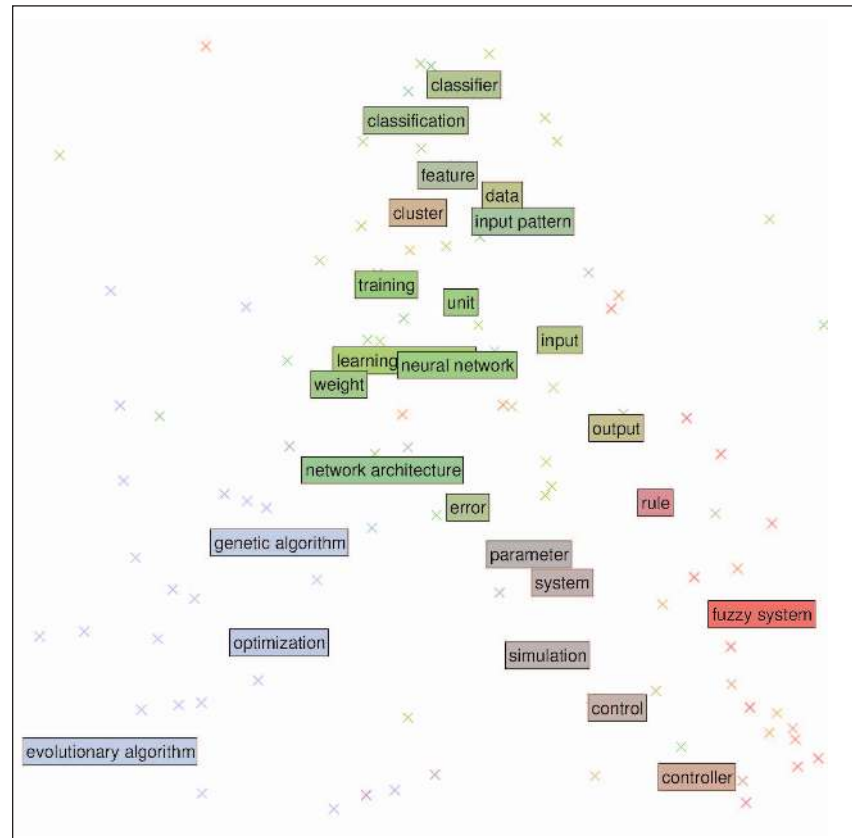 classifier
classification
feature
data
cluster
input pattern
training
unit
input
learning
neural network
weight
output
network architecture
rule
error
genetic algorithm
parameter
system
fuzzy system
optimization
simulation
control
evolutionary algorithm
controller